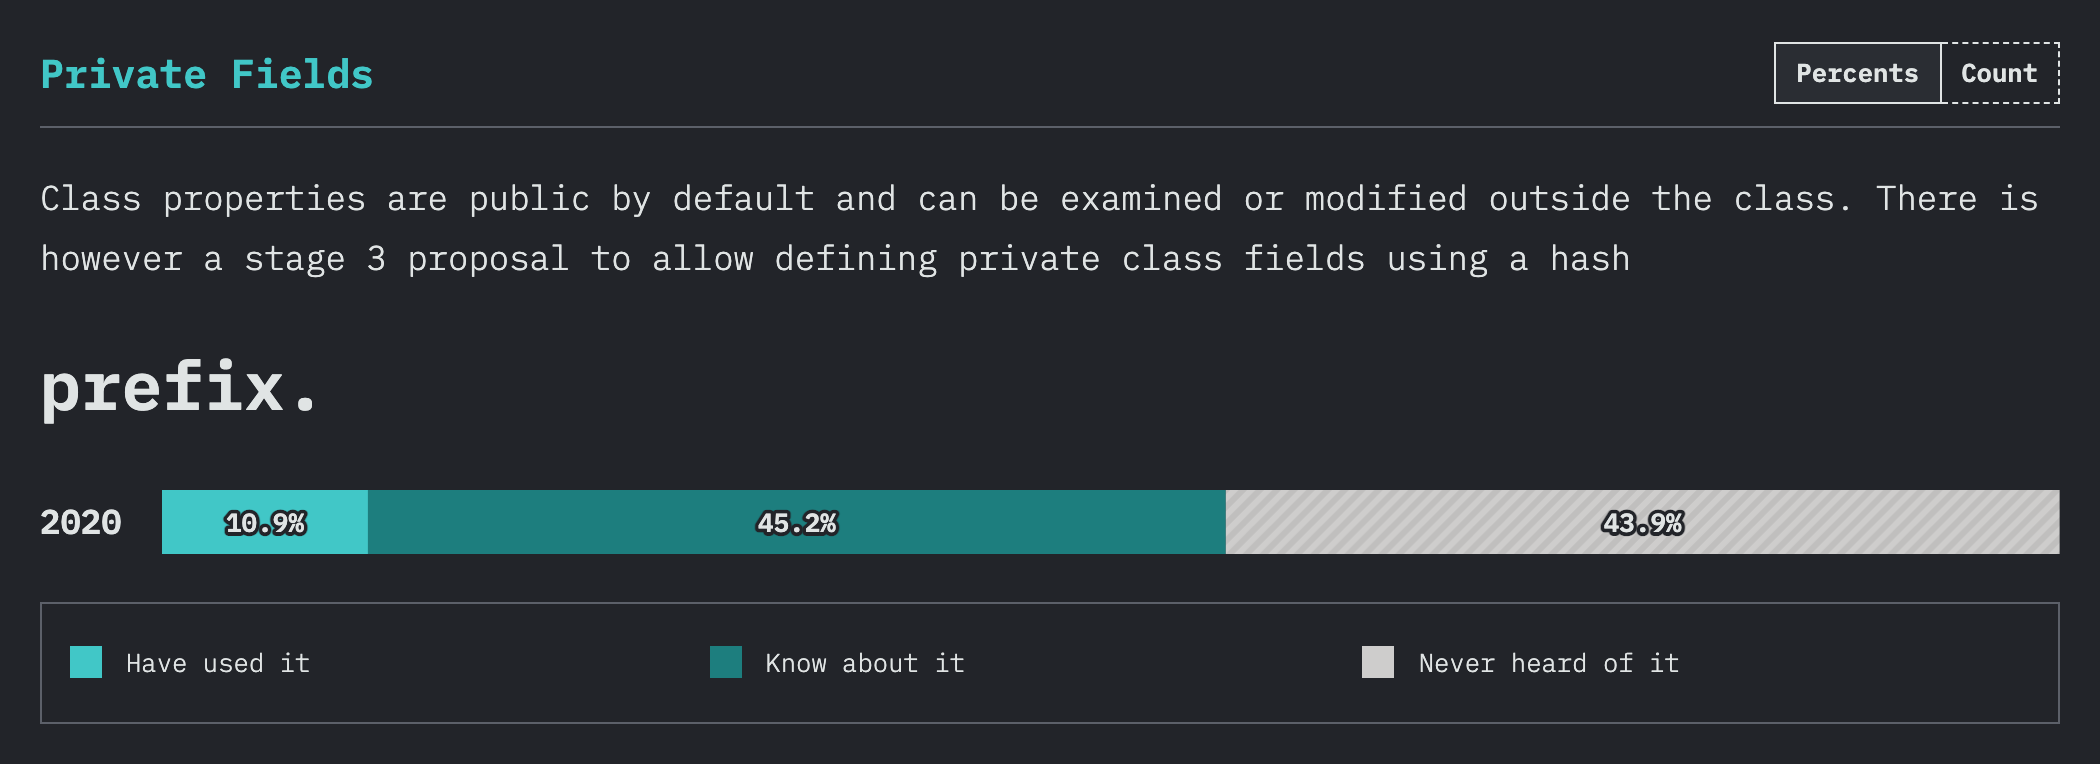 Private Fields
Percents Count
Class properties are public by default and can be examined or modified outside the class. There is
however a stage 3 proposal to allow defining private class fields using a hash
prefix.
2020 10.9% 45.2% 43.9%
Have used it Know about it Never heard of it